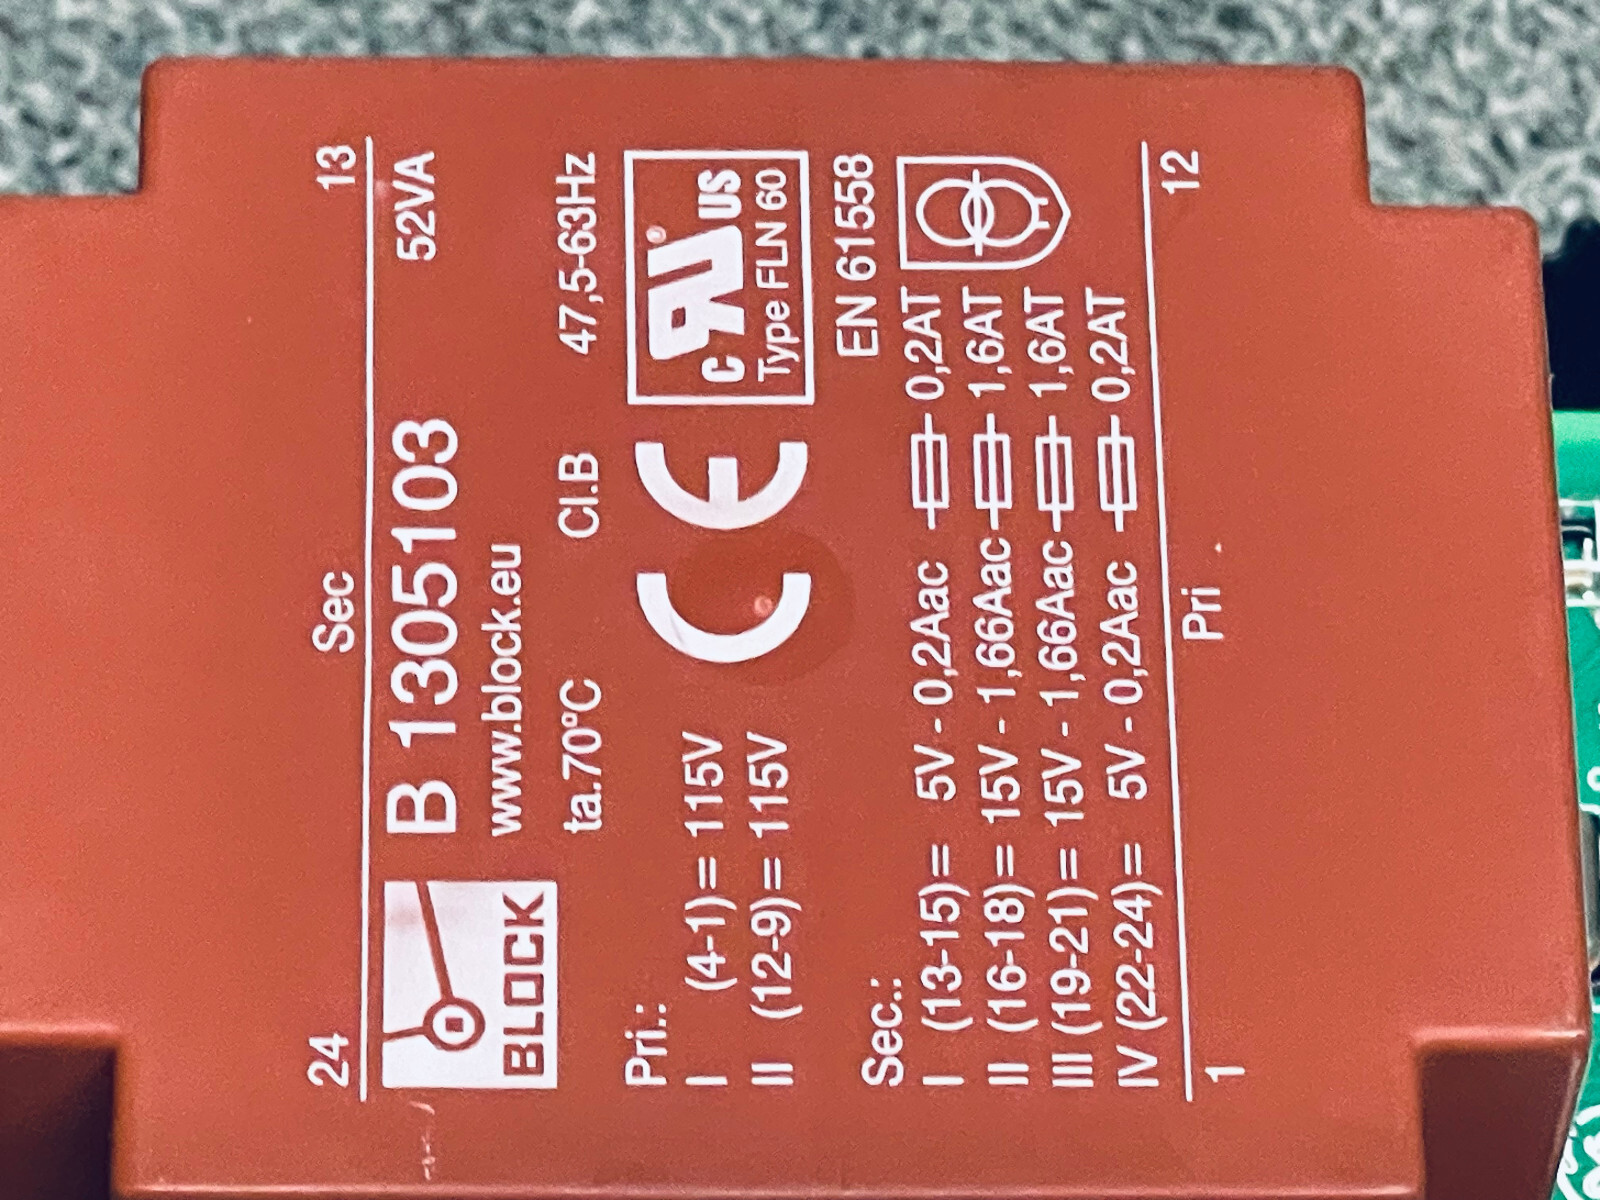 24 Sec 13
BLOCK
B 1305103 52VA
www.block.eu
ta.70°C Cl.B 47,5-63Hz
Pri.:
I (4-1)= 115V
II (12-9)= 115V
CE
c RU ® US
Type FLN 60
Sec.: EN 61558
I (13-15)= 5V - 0,2Aac 0,2AT
II (16-18)= 15V - 1,66Aac 1,6AT
III (19-21)= 15V - 1,66Aac 1,6AT
IV (22-24)= 5V - 0,2Aac 0,2AT
1 Pri 12